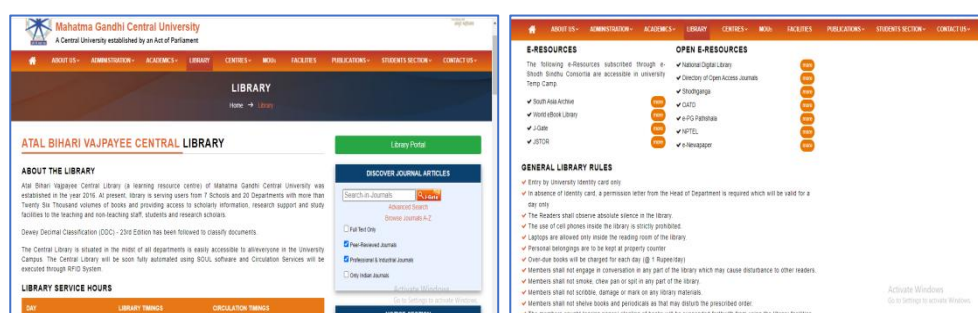 Mahatma Gandhi Central University
A Central University established by an Act of Parliament
ABOUT US ADMINISTRATION ACADEMICS LIBRARY CENTRES MOUs FACILITIES PUBLICATIONS STUDENTS SECTION CONTACT US
LIBRARY
Home → Library
ATAL BIHARI VAJPAYEE CENTRAL LIBRARY
Library Portal
ABOUT THE LIBRARY
Atal Bihari Vajpayee Central Library (a learning resource centre) of Mahatma Gandhi Central University was
established in the year 2016. At present, library is serving users from 7 Schools and 20 Departments with more than
Twenty Six Thousand volumes of books and providing access to scholarly information, research support and study
facilities to the teaching and non-teaching staff, students and research scholars.
Dewey Decimal Classification (DDC) - 23rd Edition has been followed to classify documents.
The Central Library is situated in the midst of all departments is easily accessible to all/everyone in the University
Campus. The Central Library will be soon fully automated using SOUL software and Circulation Services will be
executed through RFID System.
LIBRARY SERVICE HOURS
DAY LIBRARY TIMINGS CIRCULATION TIMINGS
DISCOVER JOURNAL ARTICLES
Search in Journals J-Gate
Advanced Search
Browse Journals A-Z
Full Text Only
Peer-Reviewed Journals
Professional & Industrial Journals
Only Indian Journals
Activate Windows
Go to Settings to activate Windows.
ABOUT US ADMINISTRATION ACADEMICS LIBRARY CENTRES MOUs FACILITIES PUBLICATIONS STUDENTS SECTION CONTACT US
E-RESOURCES
The following e-Resources subscribed through e-
Shodh Sindhu Consortia are accessible in university
Temp Camp.
South Asia Archive
World eBook Library
J-Gate
JSTOR
OPEN E-RESOURCES
National Digital Library
Directory of Open Access Journals
Shodhganga
OATD
e-PG Pathshala
NPTEL
e-Newapaper
GENERAL LIBRARY RULES
Entry by University identity card only
In absence of Identity card, a permission letter from the Head of Department is required which will be valid for a
day only
The Readers shall observe absolute silence in the library.
The use of cell phones inside the library is strictly prohibited.
Laptops are allowed only inside the reading room of the library.
Personal belongings are to be kept at property counter
Over-due books will be charged for each day (@ 1 Rupee/day)
Members shall not engage in conversation in any part of the library which may cause disturbance to other readers.
Members shall not smoke, chew pan or spit in any part of the library.
Members shall not scribble, damage or mark on any library materials.
Members shall not shelve books and periodicals as that may disturb the prescribed order.
Activate Windows
Go to Settings to activate Windows.